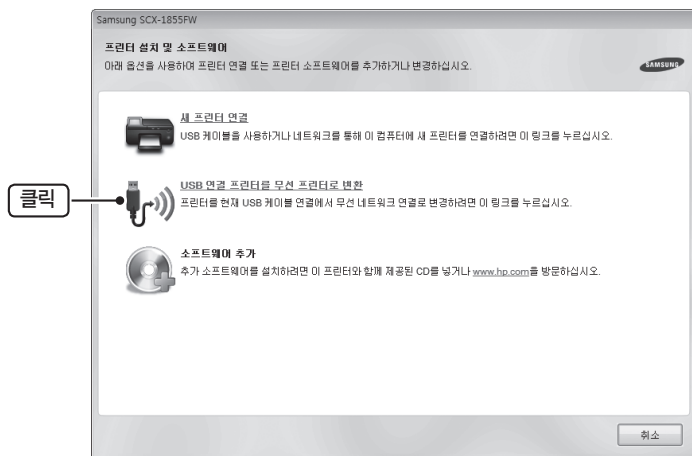 Samsung SCX-1855FW
프린터 설치 및 소프트웨어
아래 옵션을 사용하여 프린터 연결 또는 프린터 소프트웨어를 추가하거나 변경하십시오.
SAMSUNG
새 프린터 연결
USB 케이블을 사용하거나 네트워크를 통해 이 컴퓨터에 새 프린터를 연결하려면 이 링크를 누르십시오.
클릭
USB 연결 프린터를 무선 프린터로 변환
프린터를 현재 USB 케이블 연결에서 무선 네트워크 연결로 변경하려면 이 링크를 누르십시오.
소프트웨어 추가
추가 소프트웨어를 설치하려면 이 프린터와 함께 제공된 CD를 넣거나 www.hp.com을 방문하십시오.
취소